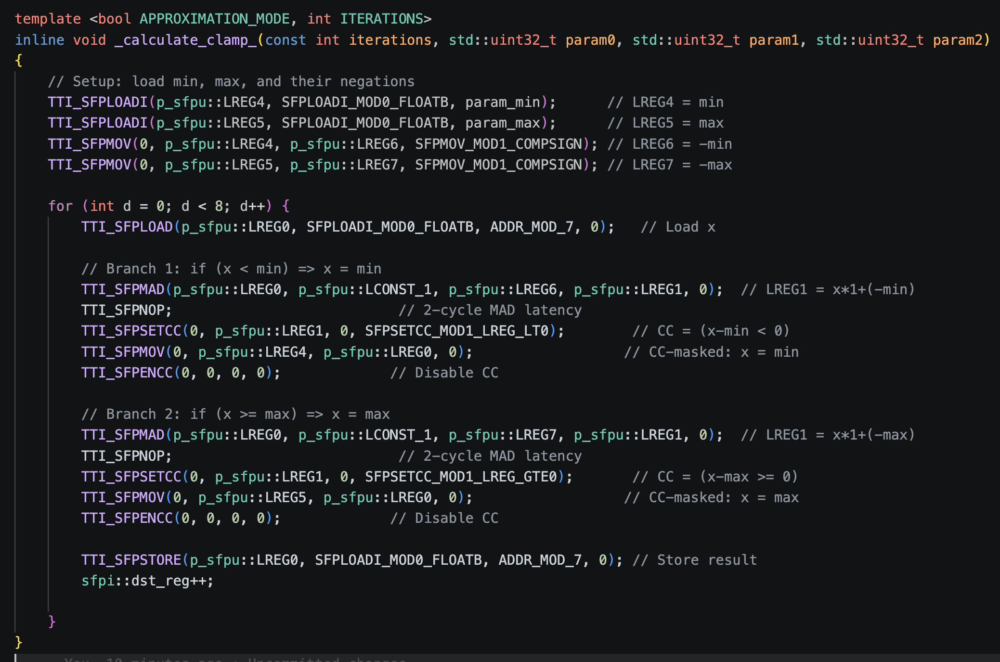 template <bool APPROXIMATION_MODE, int ITERATIONS>
inline void _calculate_clamp_(const int iterations, std::uint32_t param0, std::uint32_t param1, std::uint32_t param2)
{
    // Setup: load min, max, and their negations
    TTI_SFPLOADI(p_sfpu::LREG4, SFPLOADI_MOD0_FLOATB, param_min);      // LREG4 = min
    TTI_SFPLOADI(p_sfpu::LREG5, SFPLOADI_MOD0_FLOATB, param_max);      // LREG5 = max
    TTI_SFPMOV(0, p_sfpu::LREG4, p_sfpu::LREG6, SFPMOV_MOD1_COMPSIGN); // LREG6 = -min
    TTI_SFPMOV(0, p_sfpu::LREG5, p_sfpu::LREG7, SFPMOV_MOD1_COMPSIGN); // LREG7 = -max

    for (int d = 0; d < 8; d++) {
        TTI_SFPLOAD(p_sfpu::LREG0, SFPLOADI_MOD0_FLOATB, ADDR_MOD_7, 0);   // Load x

        // Branch 1: if (x < min) => x = min
        TTI_SFPMAD(p_sfpu::LREG0, p_sfpu::LCONST_1, p_sfpu::LREG6, p_sfpu::LREG1, 0);  // LREG1 = x*1+(-min)
        TTI_SFPNOP;                           // 2-cycle MAD latency
        TTI_SFPSETCC(0, p_sfpu::LREG1, 0, SFPSETCC_MOD1_LREG_LT0);        // CC = (x-min < 0)
        TTI_SFPMOV(0, p_sfpu::LREG4, p_sfpu::LREG0, 0);                  // CC-masked: x = min
        TTI_SFPENCC(0, 0, 0, 0);             // Disable CC

        // Branch 2: if (x >= max) => x = max
        TTI_SFPMAD(p_sfpu::LREG0, p_sfpu::LCONST_1, p_sfpu::LREG7, p_sfpu::LREG1, 0);  // LREG1 = x*1+(-max)
        TTI_SFPNOP;                           // 2-cycle MAD latency
        TTI_SFPSETCC(0, p_sfpu::LREG1, 0, SFPSETCC_MOD1_LREG_GTE0);       // CC = (x-max >= 0)
        TTI_SFPMOV(0, p_sfpu::LREG5, p_sfpu::LREG0, 0);                  // CC-masked: x = max
        TTI_SFPENCC(0, 0, 0, 0);             // Disable CC

        TTI_SFPSTORE(p_sfpu::LREG0, SFPLOADI_MOD0_FLOATB, ADDR_MOD_7, 0); // Store result
        sfpi::dst_reg++;

    }
}
You, 10 minutes ago • Uncommitted changes